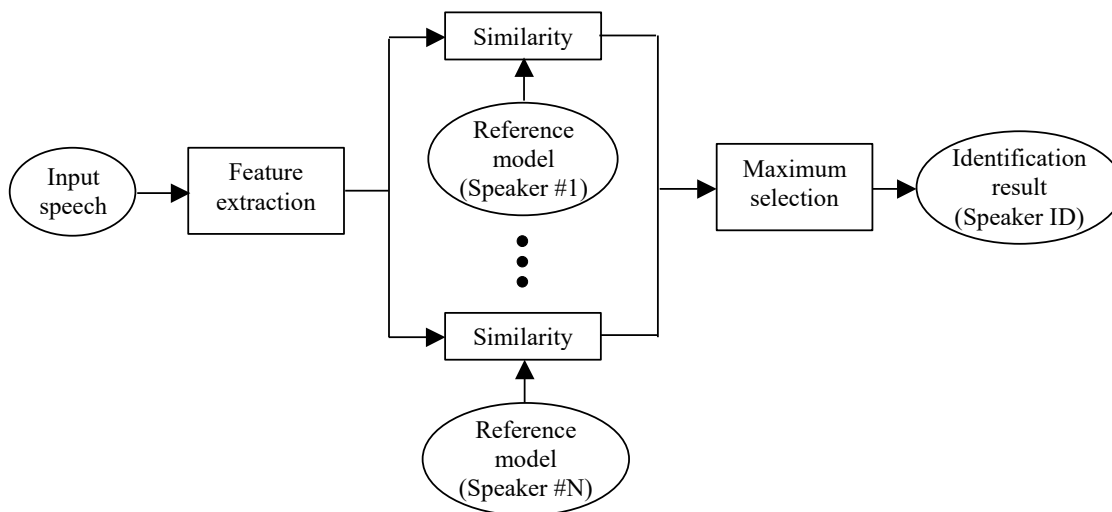 Input
speech
Feature
extraction
Similarity
Reference
model
(Speaker #1)
Similarity
Reference
model
(Speaker #N)
Maximum
selection
Identification
result
(Speaker ID)